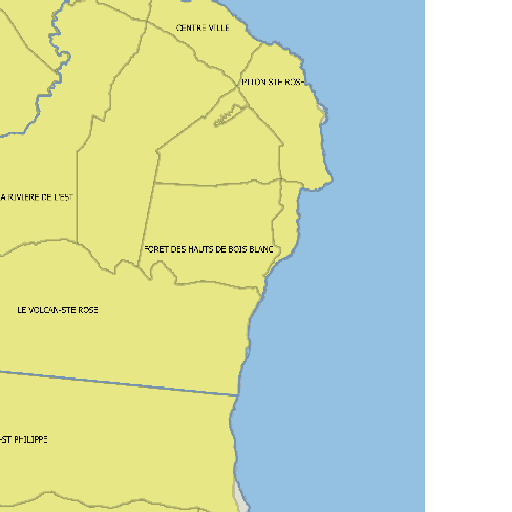 CENTRE VILLE
PITON-STE-ROSE
A RIVIERE DE L'EST
FORET DES HAUTS DE BOIS BLANC
LE VOLCAN-STE ROSE
-ST PHILIPPE